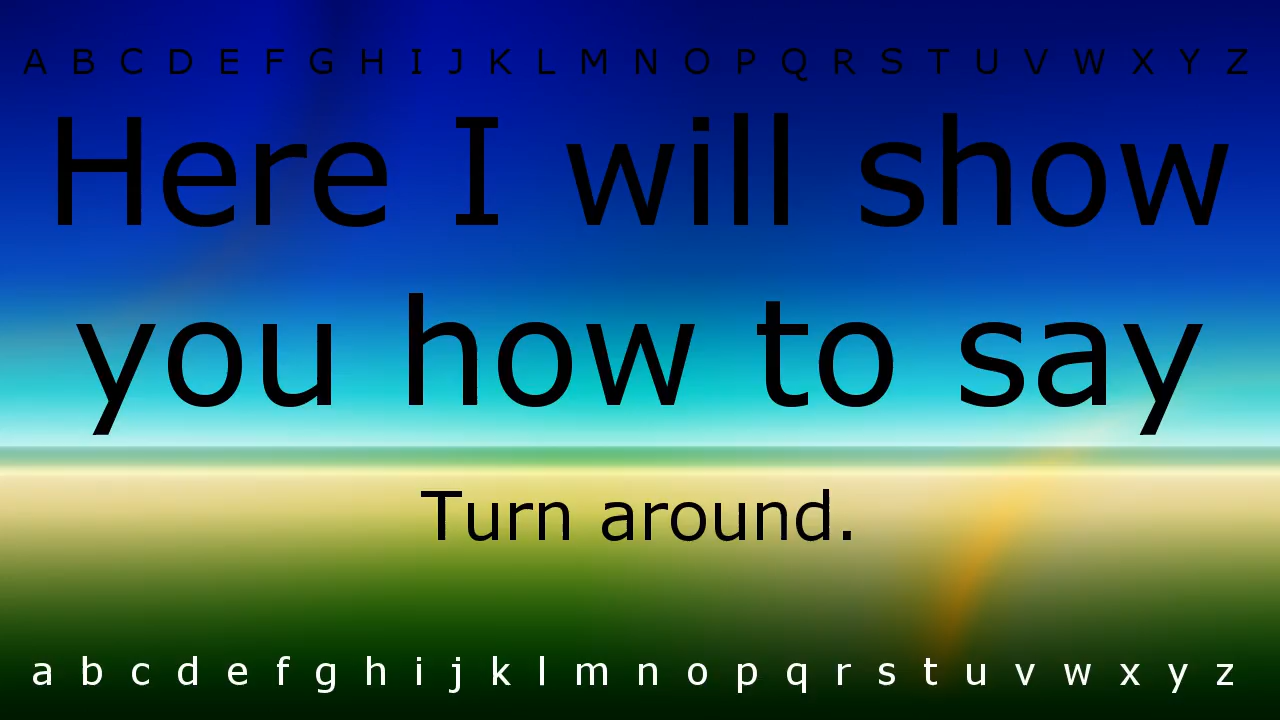 A B C D E F G H I J K L M N O P Q R S T U V W X Y Z
Here I will show
you how to say
Turn around.
a b c d e f g h i j k l m n o p q r s t u v w x y z